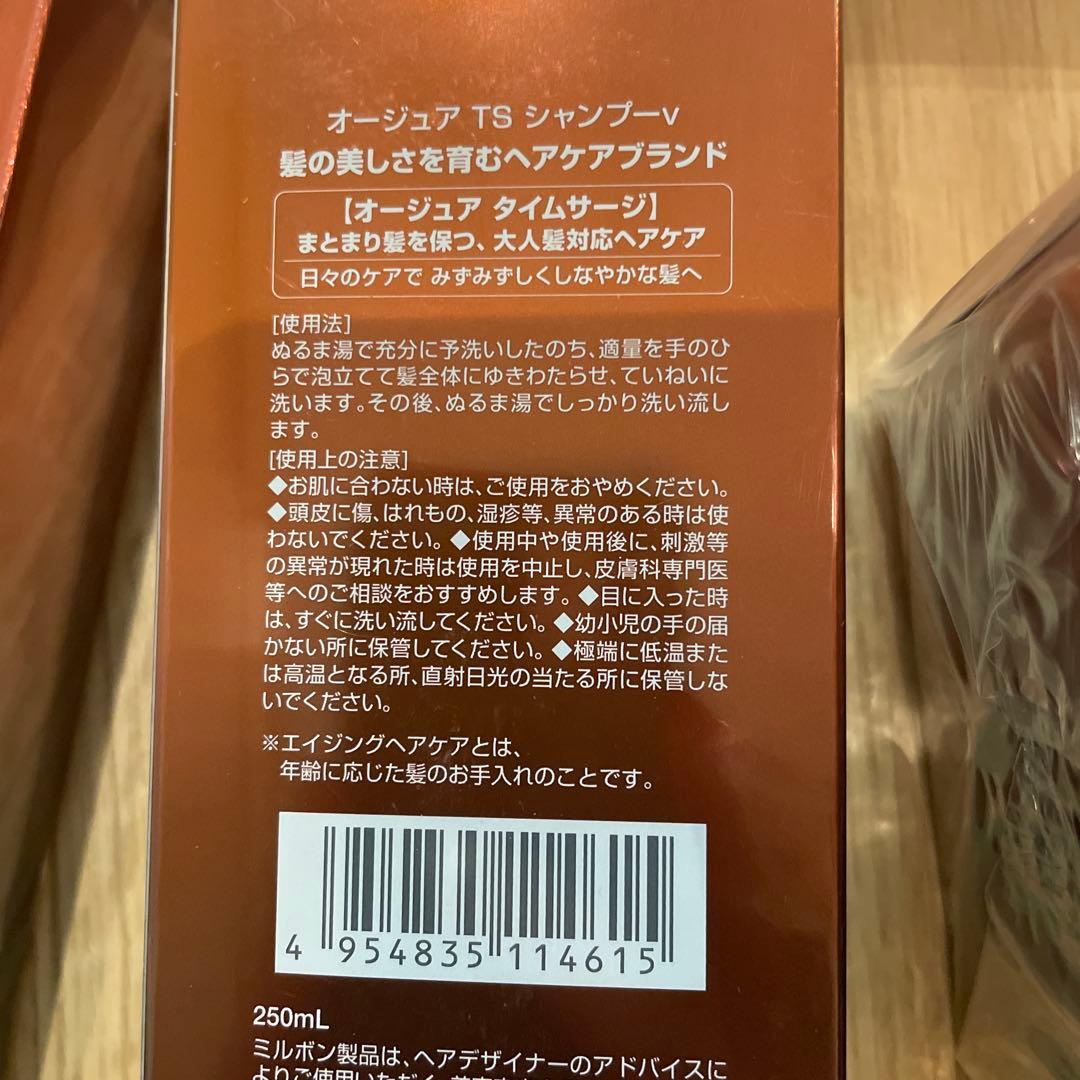 オージュア TS シャンプーv
髪の美しさを育むヘアケアブランド
【オージュア タイムサージ】
まとまり髪を保つ、大人髪対応ヘアケア
日々のケアで みずみずしくしなやかな髪へ
[使用法]
ぬるま湯で充分に予洗いしたのち、適量を手のひ
らで泡立てて髪全体にゆきわたらせ、ていねいに
洗います。その後、ぬるま湯でしっかり洗い流し
ます。
[使用上の注意]
◆お肌に合わない時は、ご使用をおやめください。
◆頭皮に傷、はれもの、湿疹等、異常のある時は使
わないでください。◆使用中や使用後に、刺激等
の異常が現れた時は使用を中止し、皮膚科専門医
等へのご相談をおすすめします。◆目に入った時
は、すぐに洗い流してください。◆幼小児の手の届
かない所に保管してください。◆極端に低温また
は高温となる所、直射日光の当たる所に保管しな
いでください。
※エイジングヘアケアとは、
年齢に応じた髪のお手入れのことです。
4 954835 114615
250mL
ミルボン製品は、ヘアデザイナーのアドバイスに